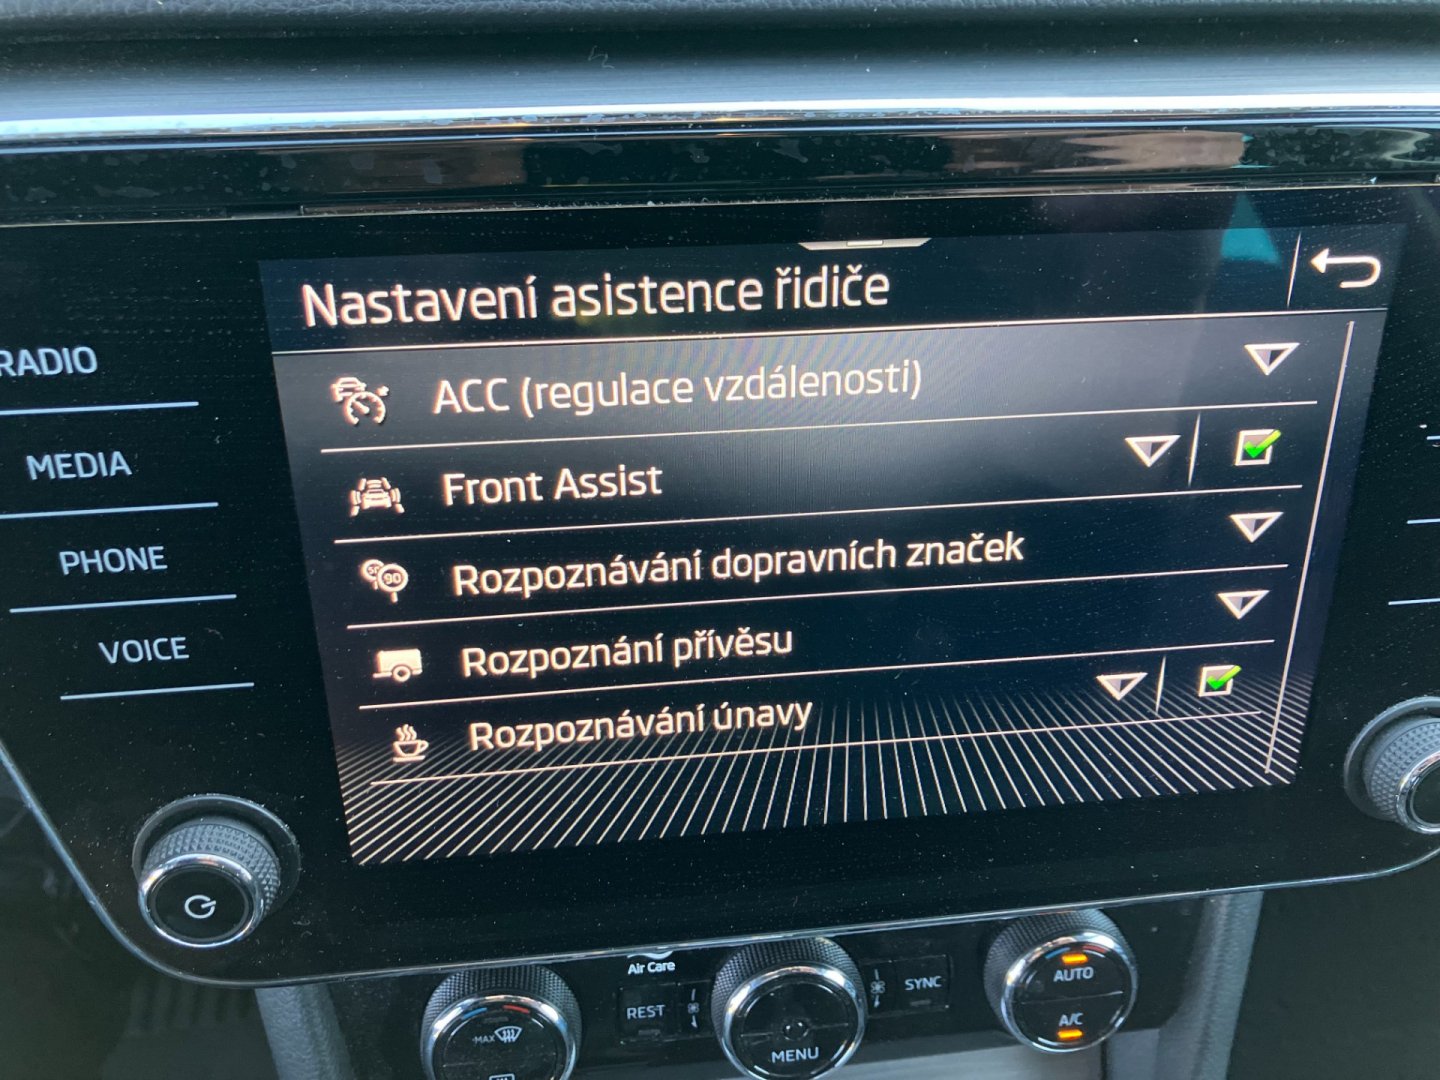 Nastavení asistence řidiče
RADIO
MEDIA
PHONE
VOICE
ACC (regulace vzdálenosti)
Front Assist
90
Rozpoznávání dopravních značek
Rozpoznání přívěsu
Rozpoznávání únavy
Air Care
REST
SYNC
AUTO
A/C
MAX
MENU